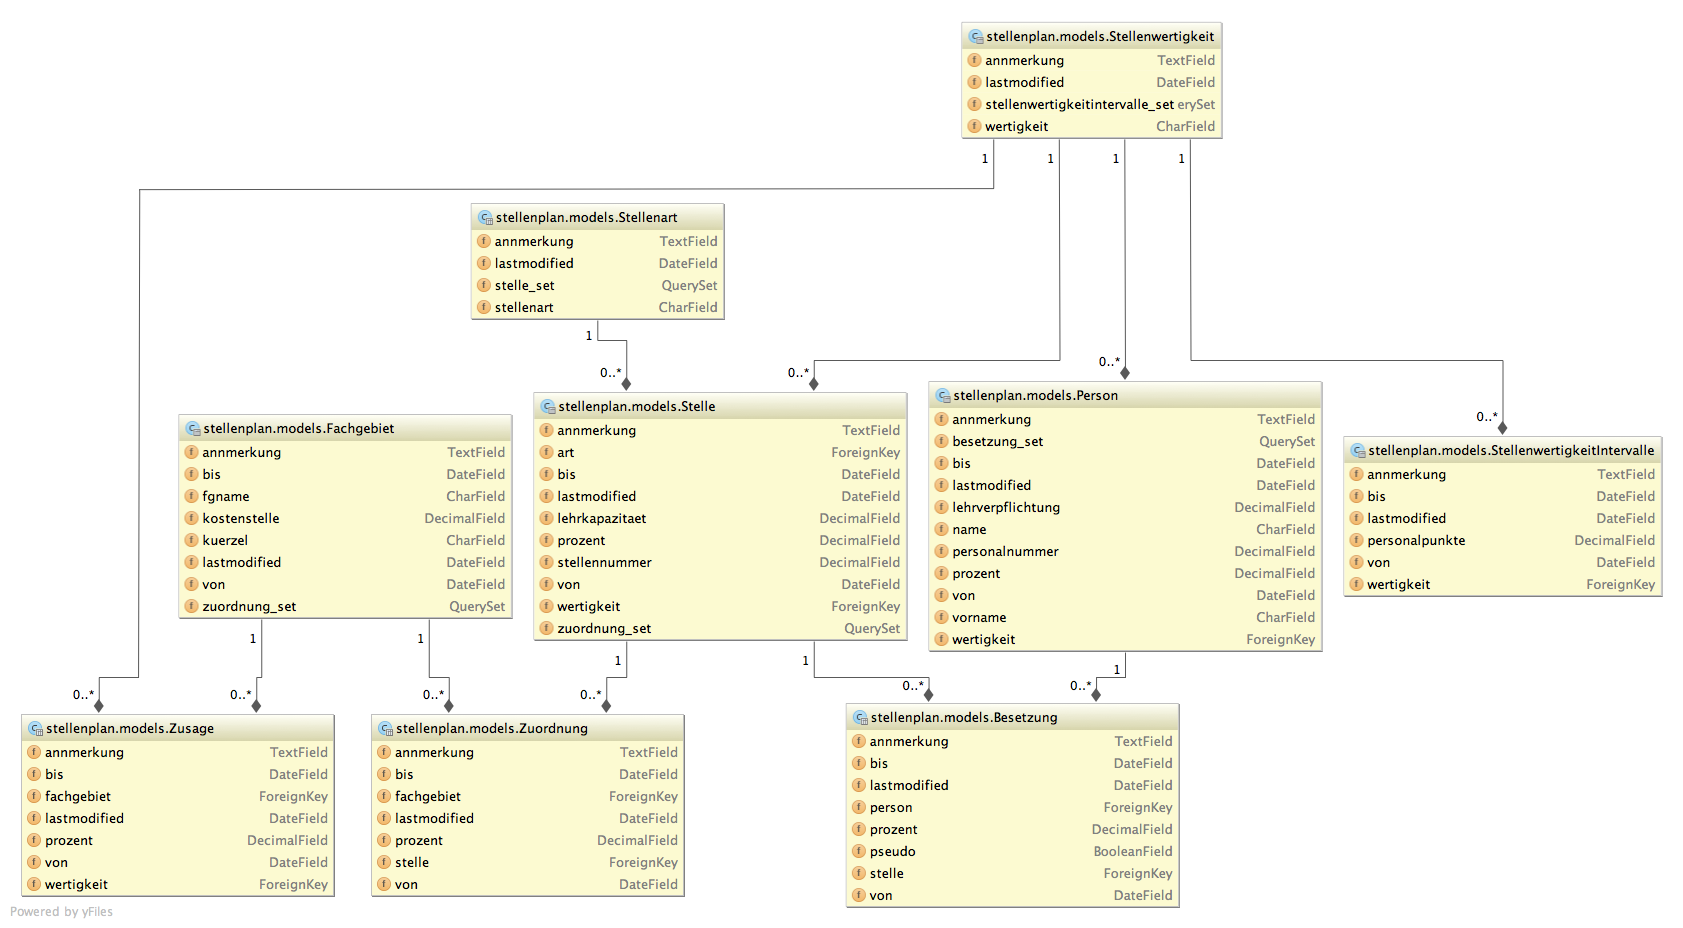 stellenplan.models.Stellenwertigkeit
annmerkung TextField
lastmodified DateField
stellenwertigkeitintervalle_set erySet
wertigkeit CharField
1 1 1 1
stellenplan.models.Stellenart
annmerkung TextField
lastmodified DateField
stelle_set QuerySet
stellenart CharField
1
0..* 0..* 0..* 0..*
stellenplan.models.Stelle
annmerkung TextField
art ForeignKey
bis DateField
lastmodified DateField
lehrkapazitaet DecimalField
prozent DecimalField
stellennummer DecimalField
von DateField
wertigkeit ForeignKey
zuordnung_set QuerySet
stellenplan.models.Person
annmerkung TextField
besetzung_set QuerySet
bis DateField
lastmodified DateField
lehrverpflichtung DecimalField
name CharField
personalnummer DecimalField
prozent DecimalField
von DateField
vorname CharField
wertigkeit ForeignKey
stellenplan.models.Fachgebiet
annmerkung TextField
bis DateField
fgname CharField
kostenstelle DecimalField
kuerzel CharField
lastmodified DateField
von DateField
zuordnung_set QuerySet
stellenplan.models.StellenwertigkeitIntervalle
annmerkung TextField
bis DateField
lastmodified DateField
personalpunkte DecimalField
von DateField
wertigkeit ForeignKey
1 1 1 1 1
0..* 0..* 0..* 0..* 0..* 0..*
stellenplan.models.Zusage
annmerkung TextField
bis DateField
fachgebiet ForeignKey
lastmodified DateField
prozent DecimalField
von DateField
wertigkeit ForeignKey
stellenplan.models.Zuordnung
annmerkung TextField
bis DateField
fachgebiet ForeignKey
lastmodified DateField
prozent DecimalField
stelle ForeignKey
von DateField
stellenplan.models.Besetzung
annmerkung TextField
bis DateField
lastmodified DateField
person ForeignKey
prozent DecimalField
pseudo BooleanField
stelle ForeignKey
von DateField
Powered by yFiles